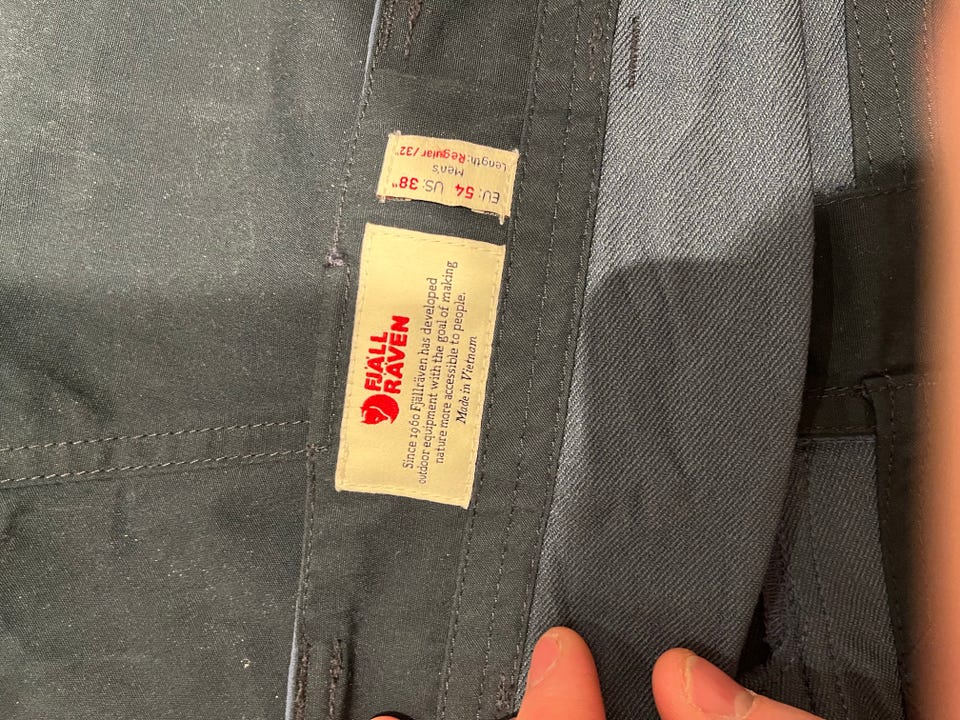 EU: 54 US: 38"
Men's
Length: Regular/32"
FJÄLL
RÄVEN
Since 1960 Fjällräven has developed
outdoor equipment with the goal of making
nature more accessible to people.
Made in Vietnam